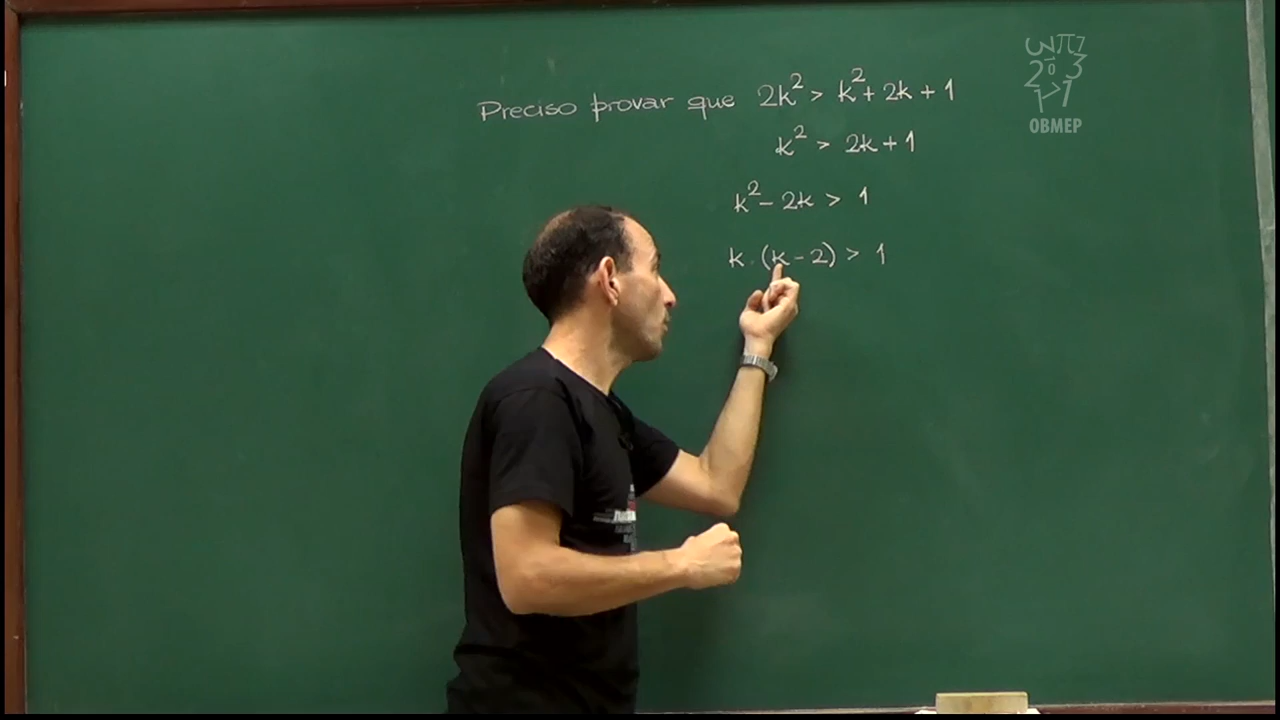 Preciso provar que 2k² > k² + 2k + 1
k² > 2k + 1
k² - 2k > 1
k · (k - 2) > 1
OBMEP